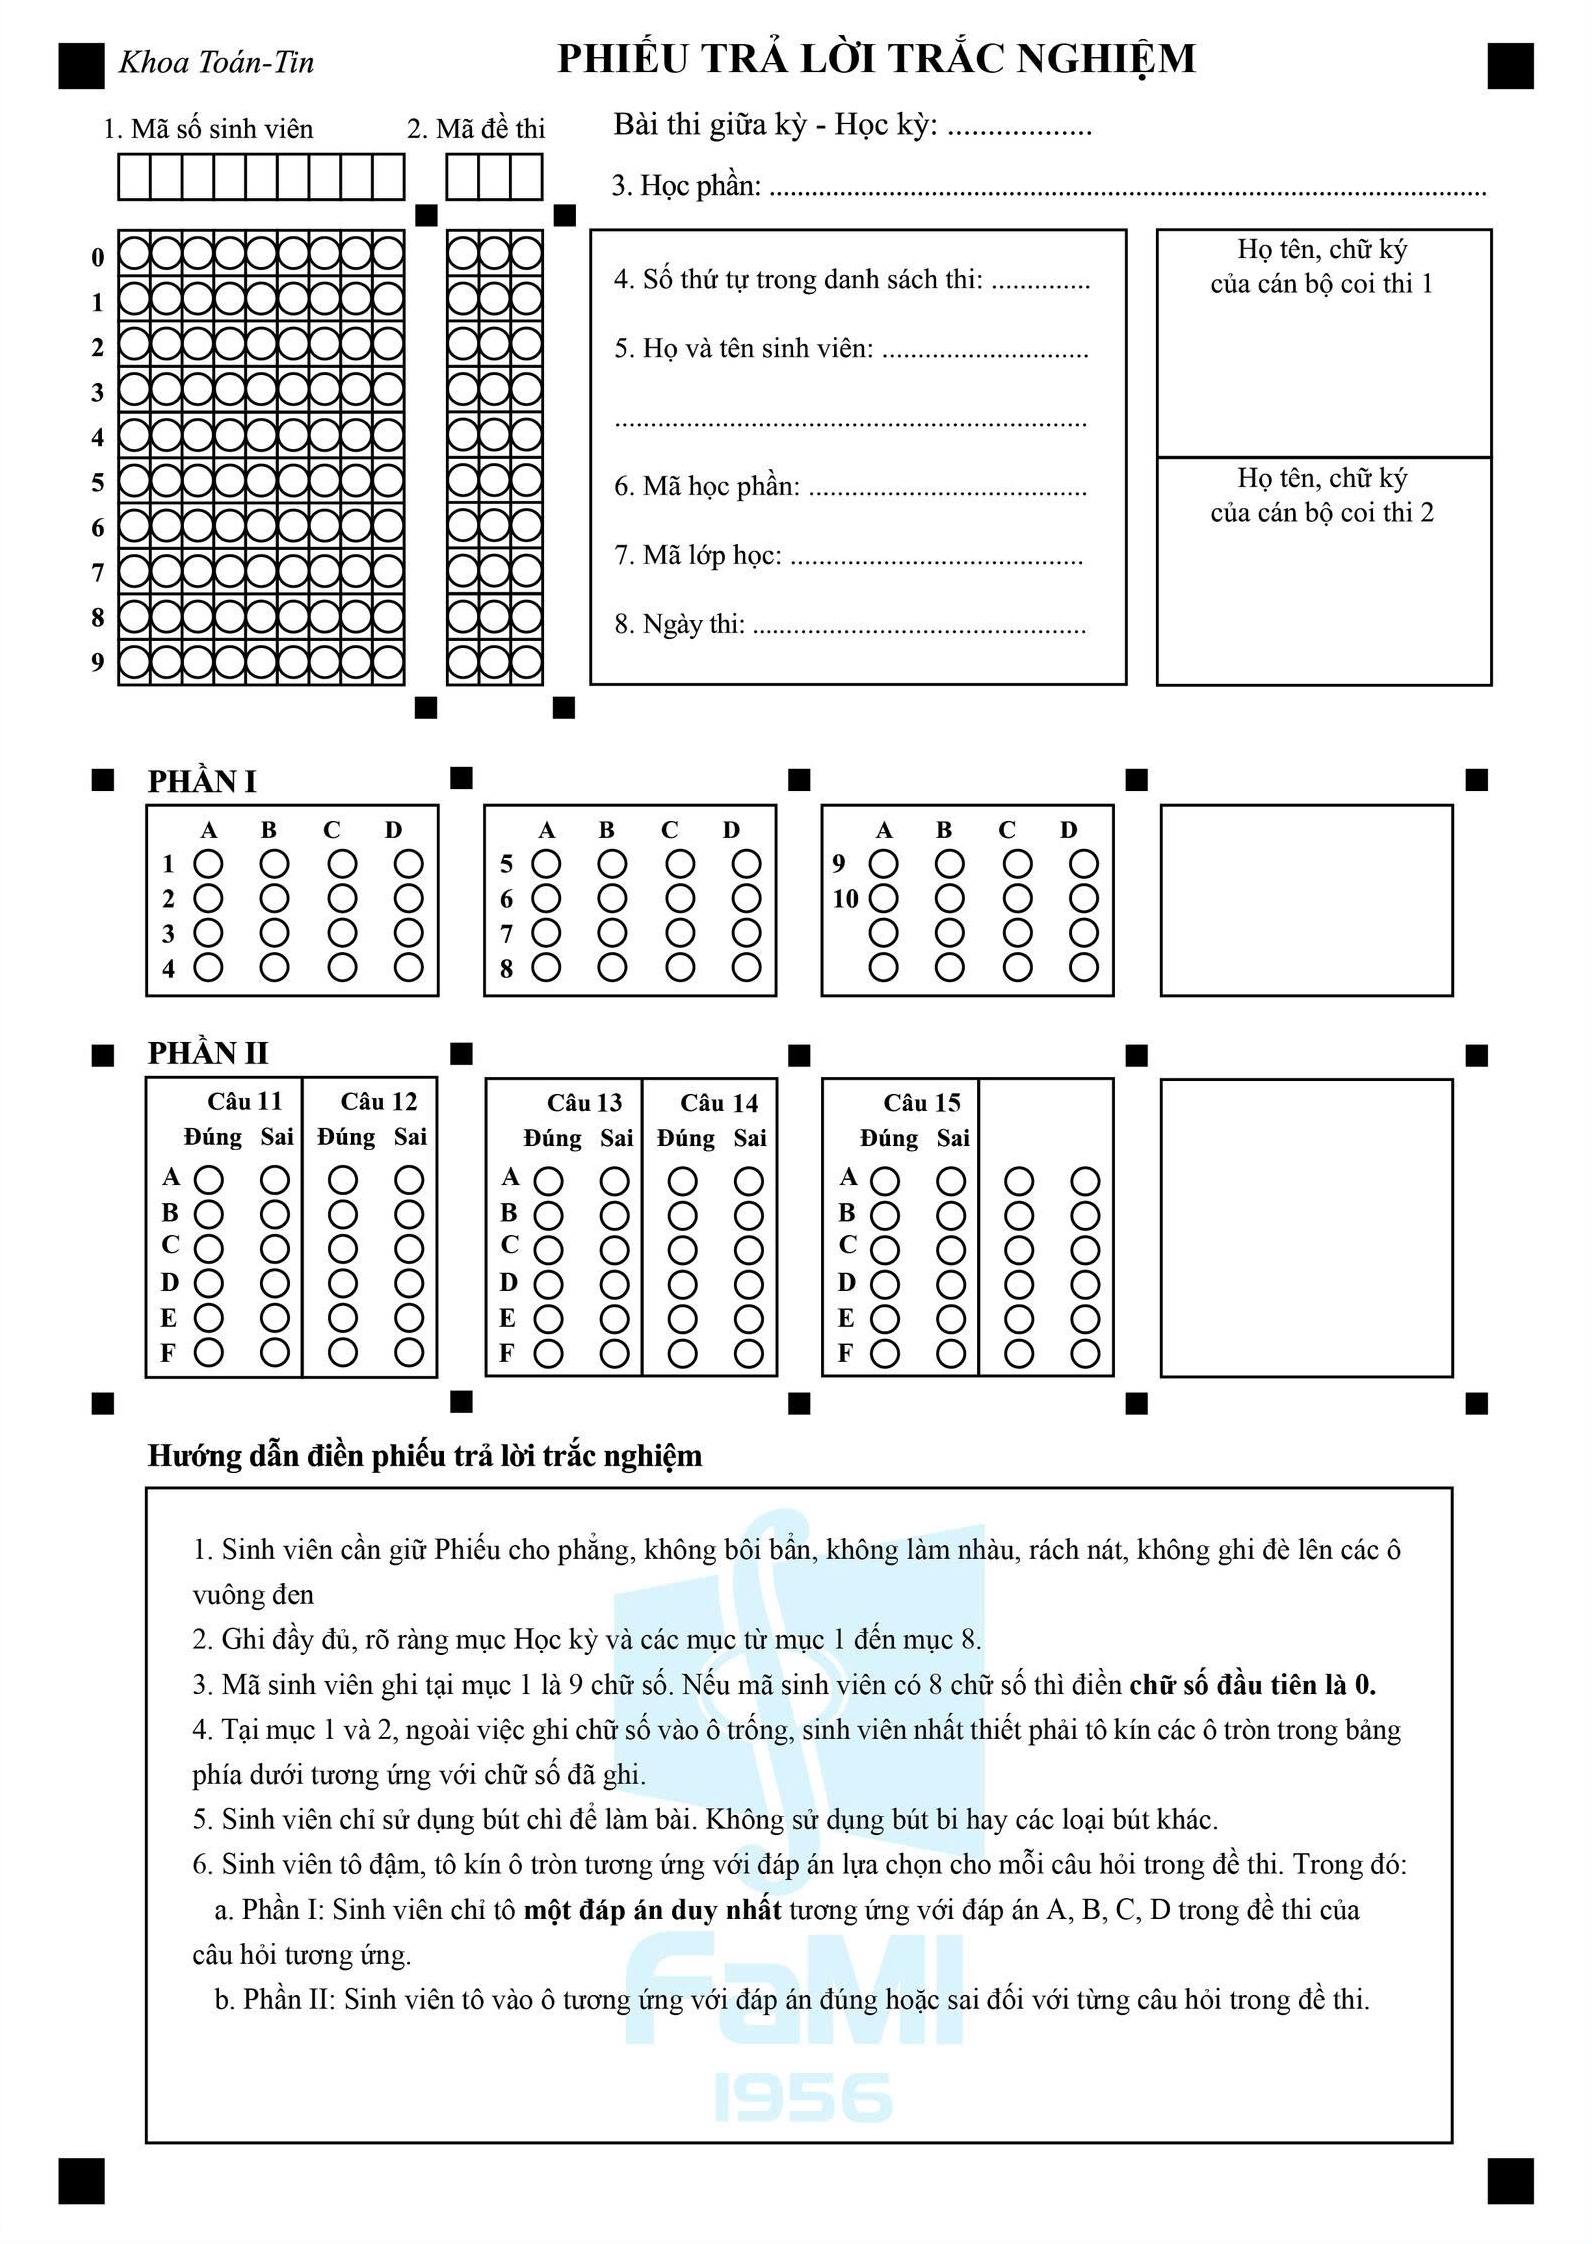 Khoa Toán-Tin
PHIẾU TRẢ LỜI TRẮC NGHIỆM
1. Mã số sinh viên
2. Mã đề thi
Bài thi giữa kỳ - Học kỳ: ..................
3. Học phần: ..........................................................................................................
0
1
2
3
4
5
6
7
8
9
4. Số thứ tự trong danh sách thi: ..............
5. Họ và tên sinh viên: .............................
..................................................................
6. Mã học phần: .......................................
7. Mã lớp học: .........................................
8. Ngày thi: ...............................................
Họ tên, chữ ký
của cán bộ coi thi 1
Họ tên, chữ ký
của cán bộ coi thi 2
PHẦN I
A B C D
1
2
3
4
A B C D
5
6
7
8
A B C D
9
10
PHẦN II
Câu 11 Câu 12
Đúng Sai Đúng Sai
A
B
C
D
E
F
Câu 13 Câu 14
Đúng Sai Đúng Sai
A
B
C
D
E
F
Câu 15
Đúng Sai
A
B
C
D
E
F
Hướng dẫn điền phiếu trả lời trắc nghiệm
1. Sinh viên cần giữ Phiếu cho phẳng, không bôi bẩn, không làm nhàu, rách nát, không ghi đè lên các ô
vuông đen
2. Ghi đầy đủ, rõ ràng mục Học kỳ và các mục từ mục 1 đến mục 8.
3. Mã sinh viên ghi tại mục 1 là 9 chữ số. Nếu mã sinh viên có 8 chữ số thì điền chữ số đầu tiên là 0.
4. Tại mục 1 và 2, ngoài việc ghi chữ số vào ô trống, sinh viên nhất thiết phải tô kín các ô tròn trong bảng
phía dưới tương ứng với chữ số đã ghi.
5. Sinh viên chỉ sử dụng bút chì để làm bài. Không sử dụng bút bi hay các loại bút khác.
6. Sinh viên tô đậm, tô kín ô tròn tương ứng với đáp án lựa chọn cho mỗi câu hỏi trong đề thi. Trong đó:
a. Phần I: Sinh viên chỉ tô một đáp án duy nhất tương ứng với đáp án A, B, C, D trong đề thi của
câu hỏi tương ứng.
b. Phần II: Sinh viên tô vào ô tương ứng với đáp án đúng hoặc sai đối với từng câu hỏi trong đề thi.
FaMI
1956